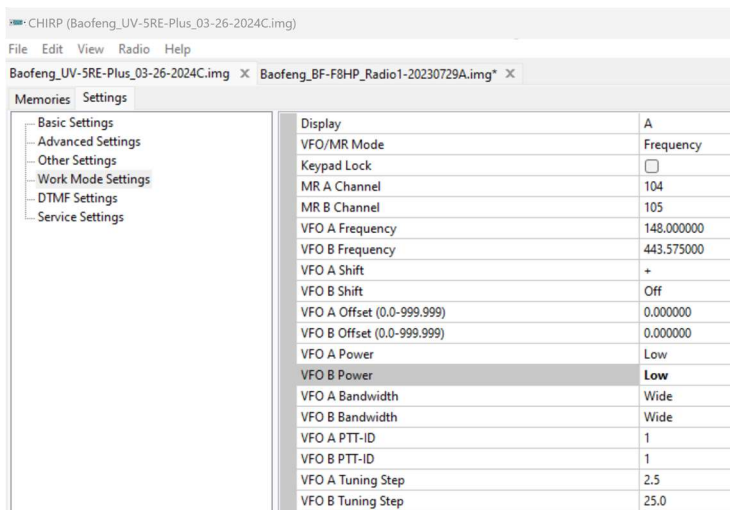 CHIRP (Baofeng_UV-5RE-Plus_03-26-2024C.img)
File Edit View Radio Help
Baofeng_UV-5RE-Plus_03-26-2024C.img X Baofeng_BF-F8HP_Radio1-20230729A.img* X
Memories Settings
Basic Settings
Advanced Settings
Other Settings
Work Mode Settings
DTMF Settings
Service Settings
Display A
VFO/MR Mode Frequency
Keypad Lock
MR A Channel 104
MR B Channel 105
VFO A Frequency 148.000000
VFO B Frequency 443.575000
VFO A Shift +
VFO B Shift Off
VFO A Offset (0.0-999.999) 0.000000
VFO B Offset (0.0-999.999) 0.000000
VFO A Power Low
VFO B Power Low
VFO A Bandwidth Wide
VFO B Bandwidth Wide
VFO A PTT-ID 1
VFO B PTT-ID 1
VFO A Tuning Step 2.5
VFO B Tuning Step 25.0